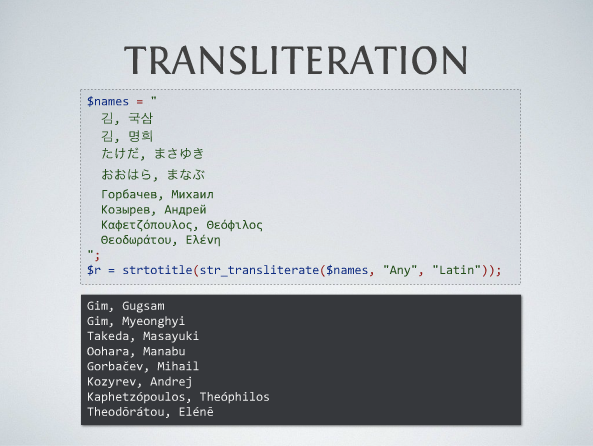 TRANSLITERATION
$names = "
김, 국삼
김, 명희
たけだ, まさゆき
おおはら, まなぶ
Горбачев, Михаил
Козырев, Андрей
Καφετζόπουλος, Θεόφιλος
Θεοδωράτου, Ελένη
";
$r = strtotitle(str_transliterate($names, "Any", "Latin"));
Gim, Gugsam
Gim, Myeonghyi
Takeda, Masayuki
Oohara, Manabu
Gorbačev, Mihail
Kozyrev, Andrej
Kaphetzópoulos, Theóphilos
Theodōrátou, Elénē